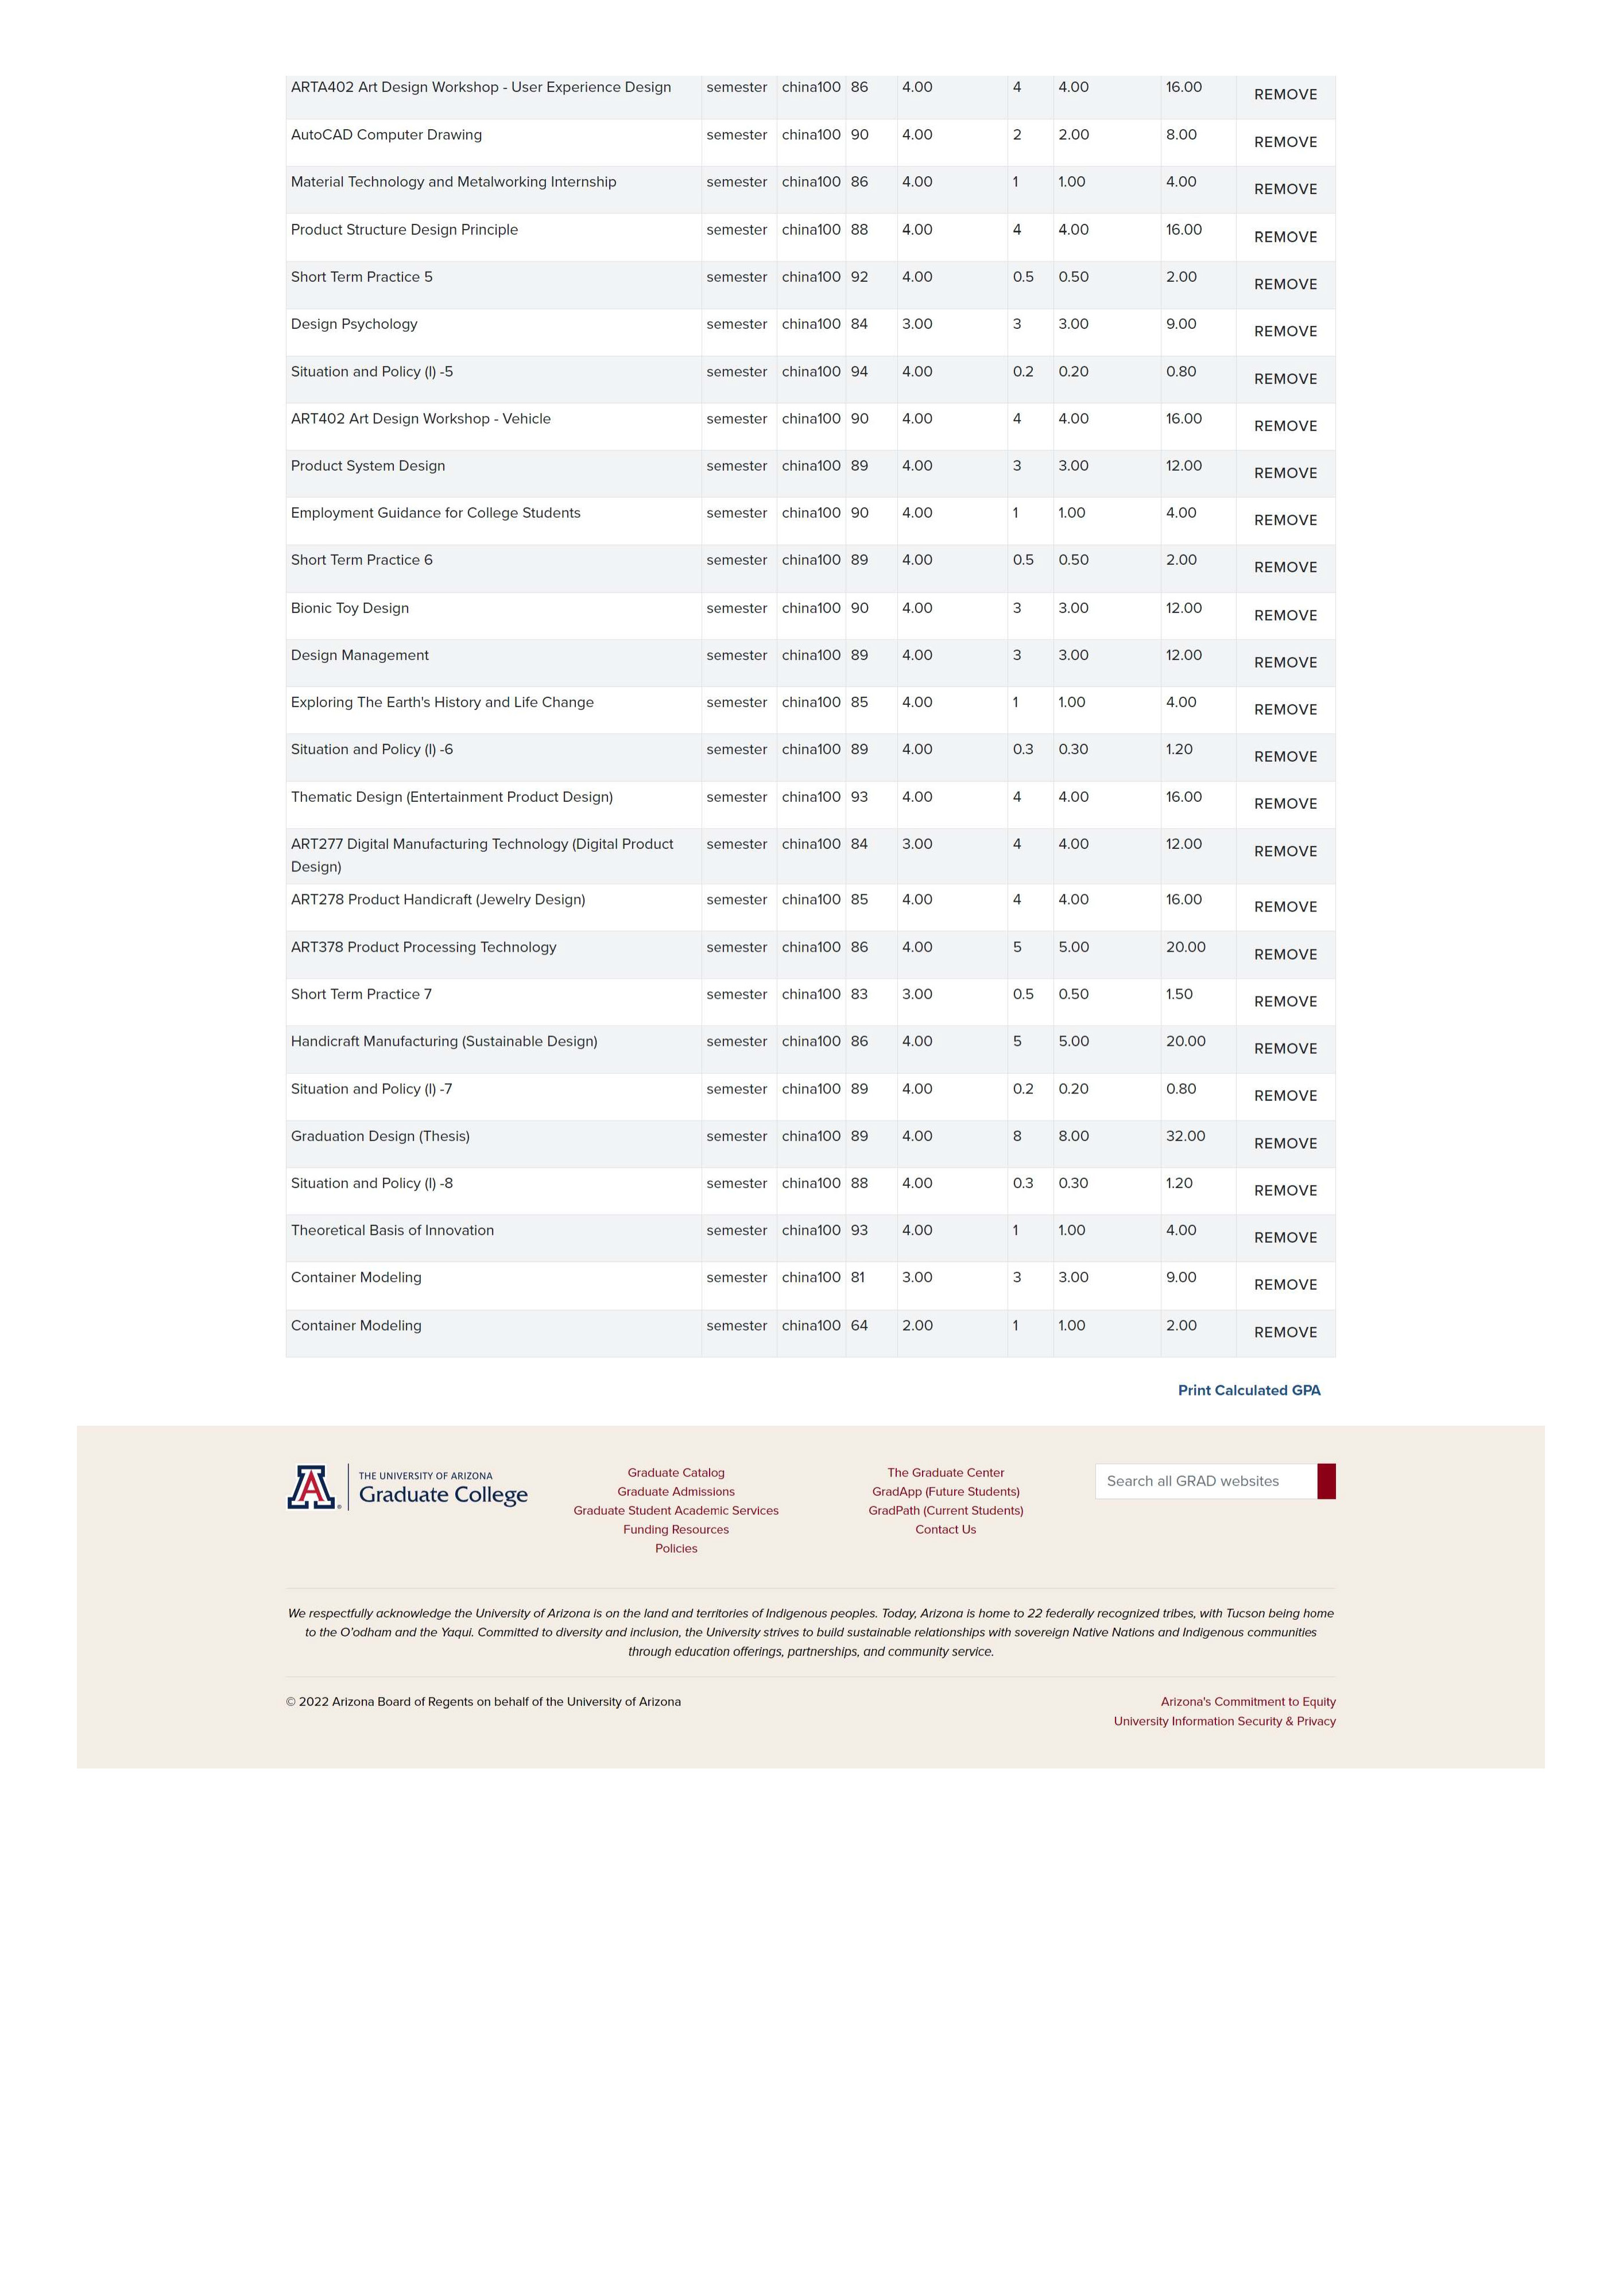 ARTA402 Art Design Workshop - User Experience Design semester china100 86 4.00 4 4.00 16.00 REMOVE
AutoCAD Computer Drawing semester china100 90 4.00 2 2.00 8.00 REMOVE
Material Technology and Metalworking Internship semester china100 86 4.00 1 1.00 4.00 REMOVE
Product Structure Design Principle semester china100 88 4.00 4 4.00 16.00 REMOVE
Short Term Practice 5 semester china100 92 4.00 0.5 0.50 2.00 REMOVE
Design Psychology semester china100 84 3.00 3 3.00 9.00 REMOVE
Situation and Policy (I) -5 semester china100 94 4.00 0.2 0.20 0.80 REMOVE
ART402 Art Design Workshop - Vehicle semester china100 90 4.00 4 4.00 16.00 REMOVE
Product System Design semester china100 89 4.00 3 3.00 12.00 REMOVE
Employment Guidance for College Students semester china100 90 4.00 1 1.00 4.00 REMOVE
Short Term Practice 6 semester china100 89 4.00 0.5 0.50 2.00 REMOVE
Bionic Toy Design semester china100 90 4.00 3 3.00 12.00 REMOVE
Design Management semester china100 89 4.00 3 3.00 12.00 REMOVE
Exploring The Earth's History and Life Change semester china100 85 4.00 1 1.00 4.00 REMOVE
Situation and Policy (I) -6 semester china100 89 4.00 0.3 0.30 1.20 REMOVE
Thematic Design (Entertainment Product Design) semester china100 93 4.00 4 4.00 16.00 REMOVE
ART277 Digital Manufacturing Technology (Digital Product semester china100 84 3.00 4 4.00 12.00 REMOVE
Design)
ART278 Product Handicraft (Jewelry Design) semester china100 85 4.00 4 4.00 16.00 REMOVE
ART378 Product Processing Technology semester china100 86 4.00 5 5.00 20.00 REMOVE
Short Term Practice 7 semester china100 83 3.00 0.5 0.50 1.50 REMOVE
Handicraft Manufacturing (Sustainable Design) semester china100 86 4.00 5 5.00 20.00 REMOVE
Situation and Policy (I) -7 semester china100 89 4.00 0.2 0.20 0.80 REMOVE
Graduation Design (Thesis) semester china100 89 4.00 8 8.00 32.00 REMOVE
Situation and Policy (I) -8 semester china100 88 4.00 0.3 0.30 1.20 REMOVE
Theoretical Basis of Innovation semester china100 93 4.00 1 1.00 4.00 REMOVE
Container Modeling semester china100 81 3.00 3 3.00 9.00 REMOVE
Container Modeling semester china100 64 2.00 1 1.00 2.00 REMOVE
Print Calculated GPA
A ®
THE UNIVERSITY OF ARIZONA
Graduate College
Graduate Catalog
Graduate Admissions
Graduate Student Academic Services
Funding Resources
Policies
The Graduate Center
GradApp (Future Students)
GradPath (Current Students)
Contact Us
Search all GRAD websites
We respectfully acknowledge the University of Arizona is on the land and territories of Indigenous peoples. Today, Arizona is home to 22 federally recognized tribes, with Tucson being home
to the O'odham and the Yaqui. Committed to diversity and inclusion, the University strives to build sustainable relationships with sovereign Native Nations and Indigenous communities
through education offerings, partnerships, and community service.
© 2022 Arizona Board of Regents on behalf of the University of Arizona
Arizona's Commitment to Equity
University Information Security & Privacy